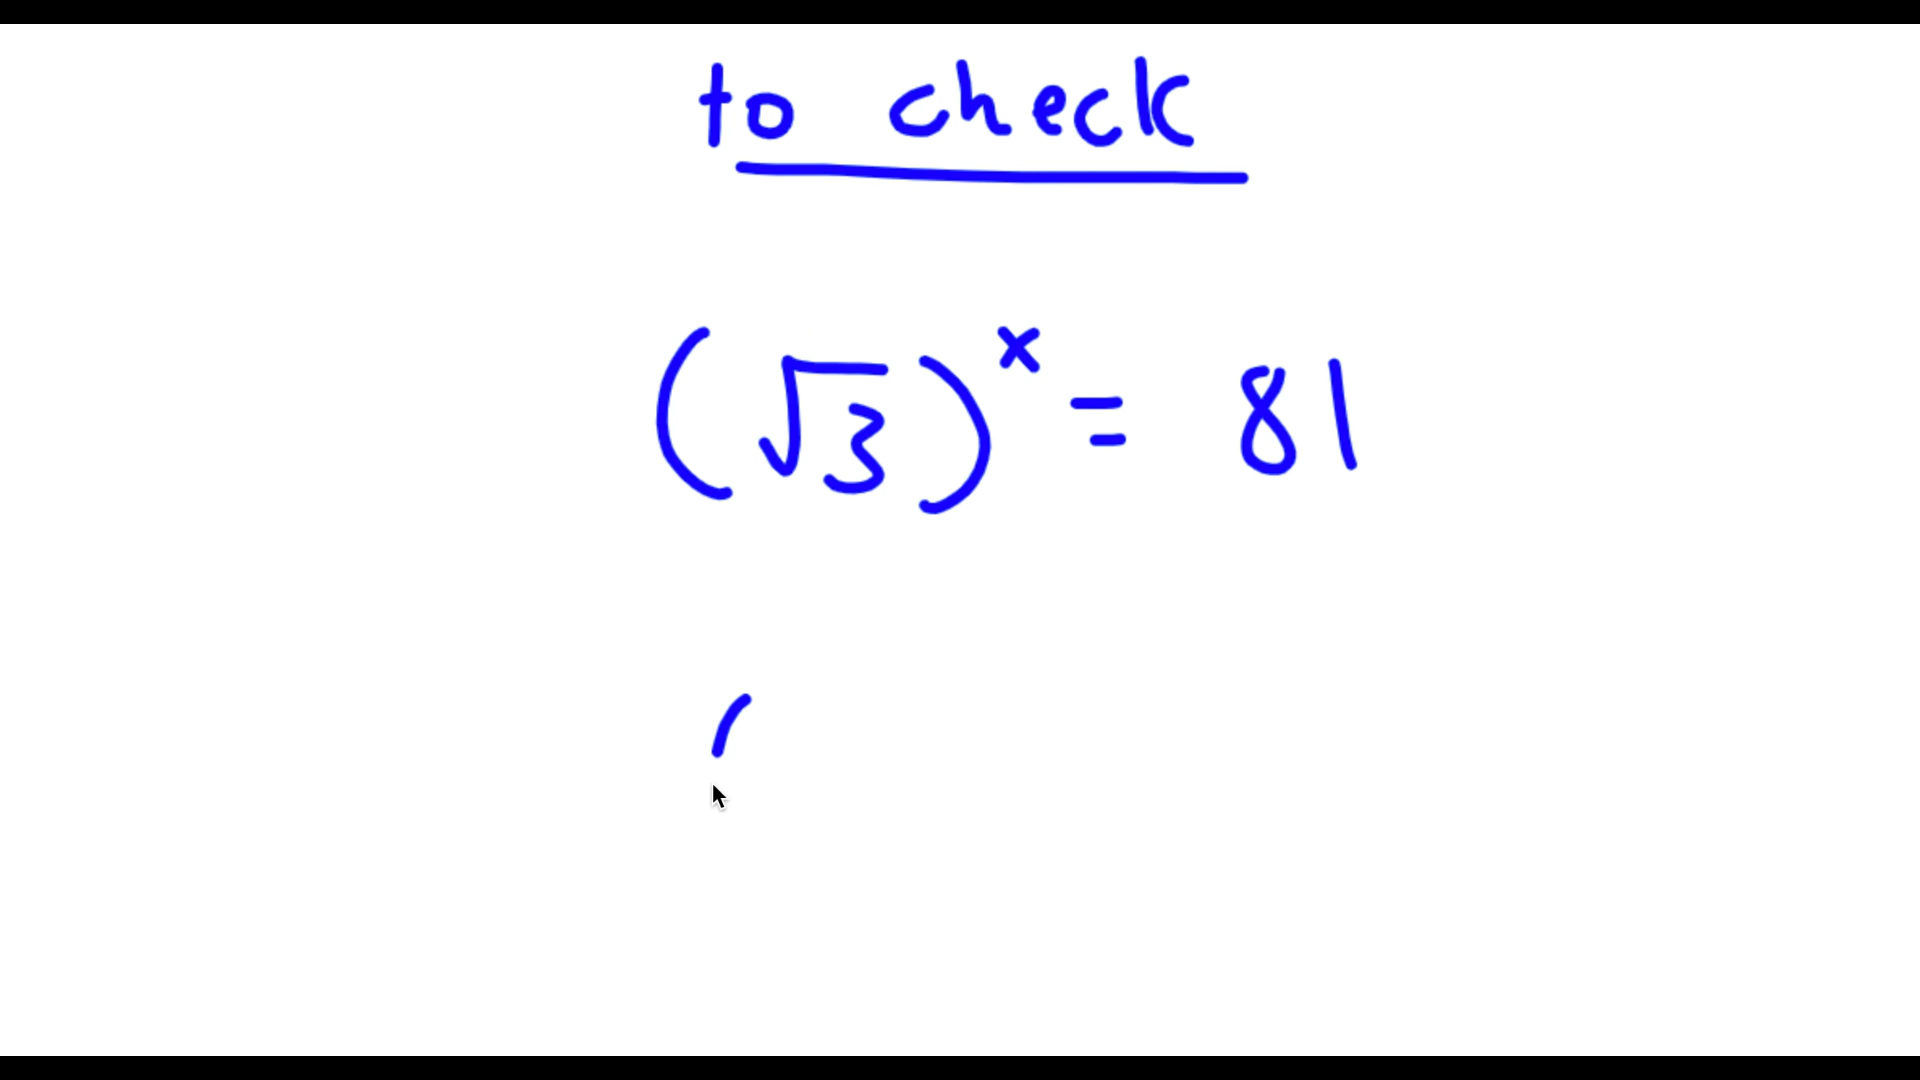 to check
(√3)^x = 81
(